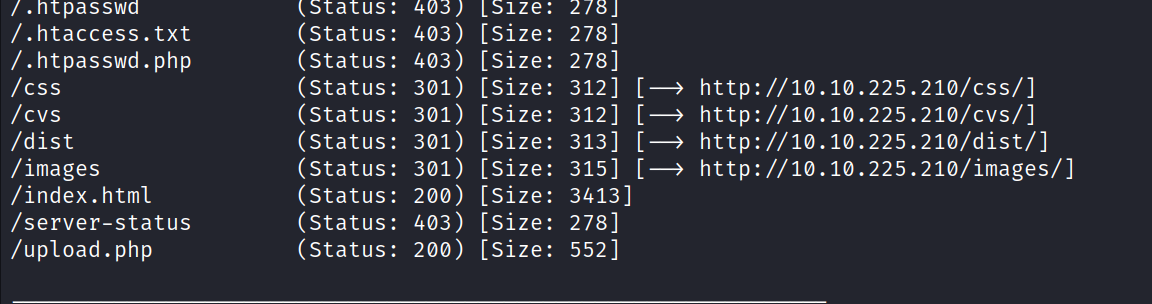 /.htpasswd (Status: 403) [Size: 278]
/.htaccess.txt (Status: 403) [Size: 278]
/.htpasswd.php (Status: 403) [Size: 278]
/css (Status: 301) [Size: 312] [--> http://10.10.225.210/css/]
/cvs (Status: 301) [Size: 312] [--> http://10.10.225.210/cvs/]
/dist (Status: 301) [Size: 313] [--> http://10.10.225.210/dist/]
/images (Status: 301) [Size: 315] [--> http://10.10.225.210/images/]
/index.html (Status: 200) [Size: 3413]
/server-status (Status: 403) [Size: 278]
/upload.php (Status: 200) [Size: 552]